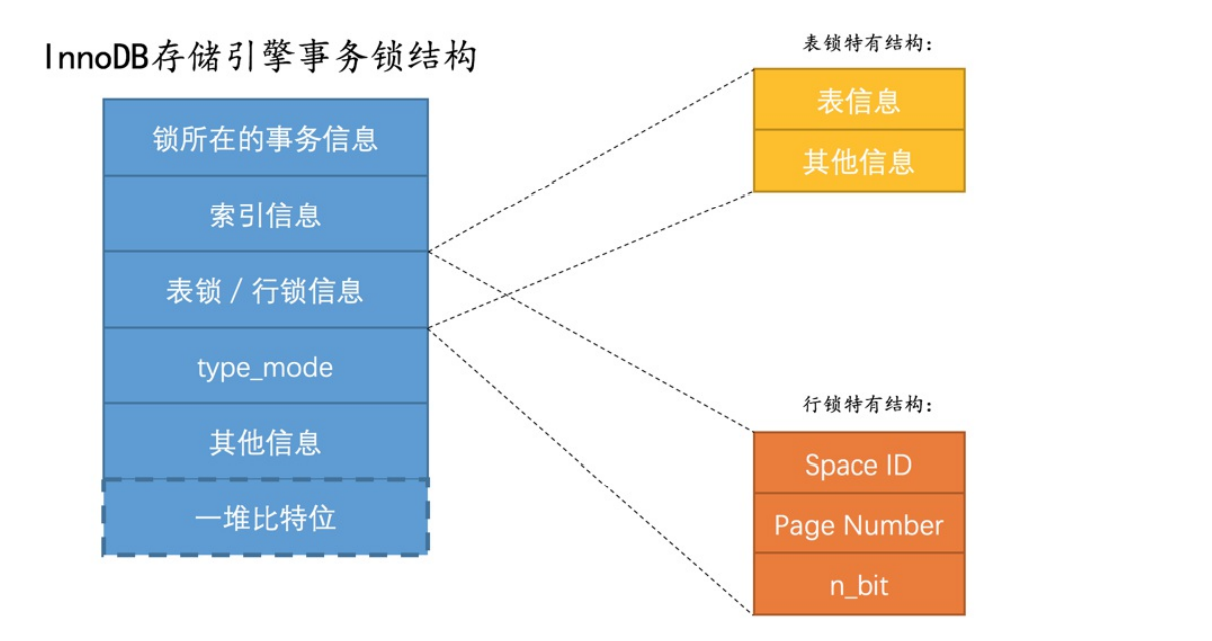 InnoDB存储引擎事务锁结构
锁所在的事务信息
索引信息
表锁 / 行锁信息
type_mode
其他信息
一堆比特位
表锁特有结构：
表信息
其他信息
行锁特有结构：
Space ID
Page Number
n_bit